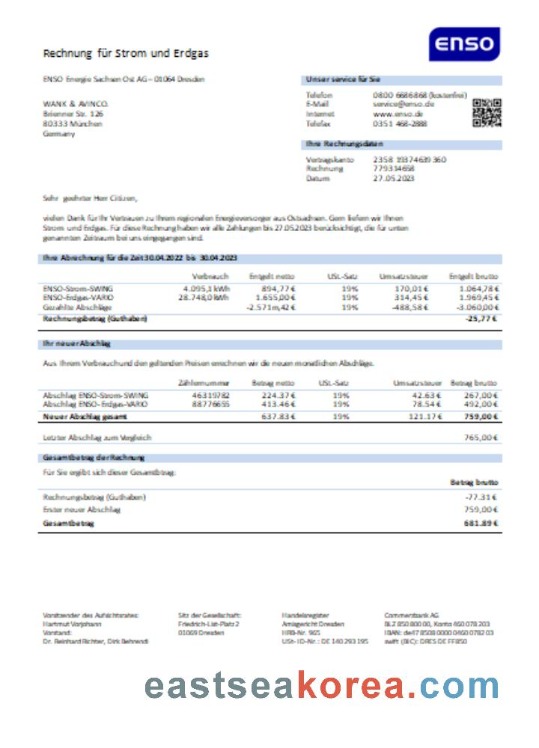 ENSO
Rechnung für Strom und Erdgas
ENSO Energie Sachsen Ost AG – 01064 Dresden
Unser service für Sie
WANK & AVINCO.
Brienner Str. 126
80333 München
Germany
Telefon 0800 6686868 (kostenfrei)
E-Mail service@enso.de
Internet www.enso.de
Telefax 0351 468-2888
Ihre Rechnungsdaten
Vertragskonto 2358 19374639 360
Rechnung 779314658
Datum 27.05.2023
Sehr geehrter Herr Citizen,
vielen Dank für Ihr Vertrauen zu Ihrem regionalen Energieversorger aus Ostsachsen. Gern liefern wir Ihnen
Strom und Erdgas. Für diese Rechnung haben wir alle Zahlungen bis 27.05.2023 berücksichtigt, die für unten
genannten Zeitraum bei uns eingegangen sind.
Ihre Abrechnung für die Zeit 30.04.2022 bis 30.04.2023
Verbrauch Entgelt netto USt.-Satz Umsatzsteuer Entgelt brutto
ENSO-Strom-SWING 4.095,1 kWh 894,77 € 19% 170,01 € 1.064,78 €
ENSO-Erdgas-VARIO 28.748,0 kWh 1.655,00 € 19% 314,45 € 1.969,45 €
Gezahlte Abschläge -2.571m,42 € 19% -488,58 € -3.060,00 €
Rechnungsbetrag (Guthaben) -25,77 €
Ihr neuer Abschlag
Aus Ihrem Verbrauch und den geltenden Preisen errechnen wir die neuen monatlichen Abschläge.
Zählernummer Betrag netto USt.-Satz Umsatzsteuer Betrag brutto
Abschlag ENSO-Strom-SWING 46319782 224.37 € 19% 42.63 € 267,00 €
Abschlag ENSO-Erdgas-VARIO 88776655 413.46 € 19% 78.54 € 492,00 €
Neuer Abschlag gesamt 637.83 € 19% 121.17 € 759,00 €
Letzter Abschlag zum Vergleich 765,00 €
Gesamtbetrag der Rechnung
Für Sie ergibt sich dieser Gesamtbetrag:
Betrag brutto
Rechnungsbetrag (Guthaben) -77.31 €
Erster neuer Abschlag 759,00 €
Gesamtbetrag 681.89 €
Vorsitzender des Aufsichtsrates:
Hartmut Vorjohann
Vorstand:
Dr. Reinhard Richter, Dirk Behrendt
Sitz der Gesellschaft:
Friedrich-List-Platz 2
01069 Dresden
Handelsregister
Amtsgericht Dresden
HRB-Nr. 965
USt-ID-Nr.: DE 140 293 195
Commerzbank AG
BLZ 850 800 00, Konto 460 078 203
IBAN: de47 8508 0000 0460 0782 03
swift (BIC): DRES DE FF850
eastseakorea.com